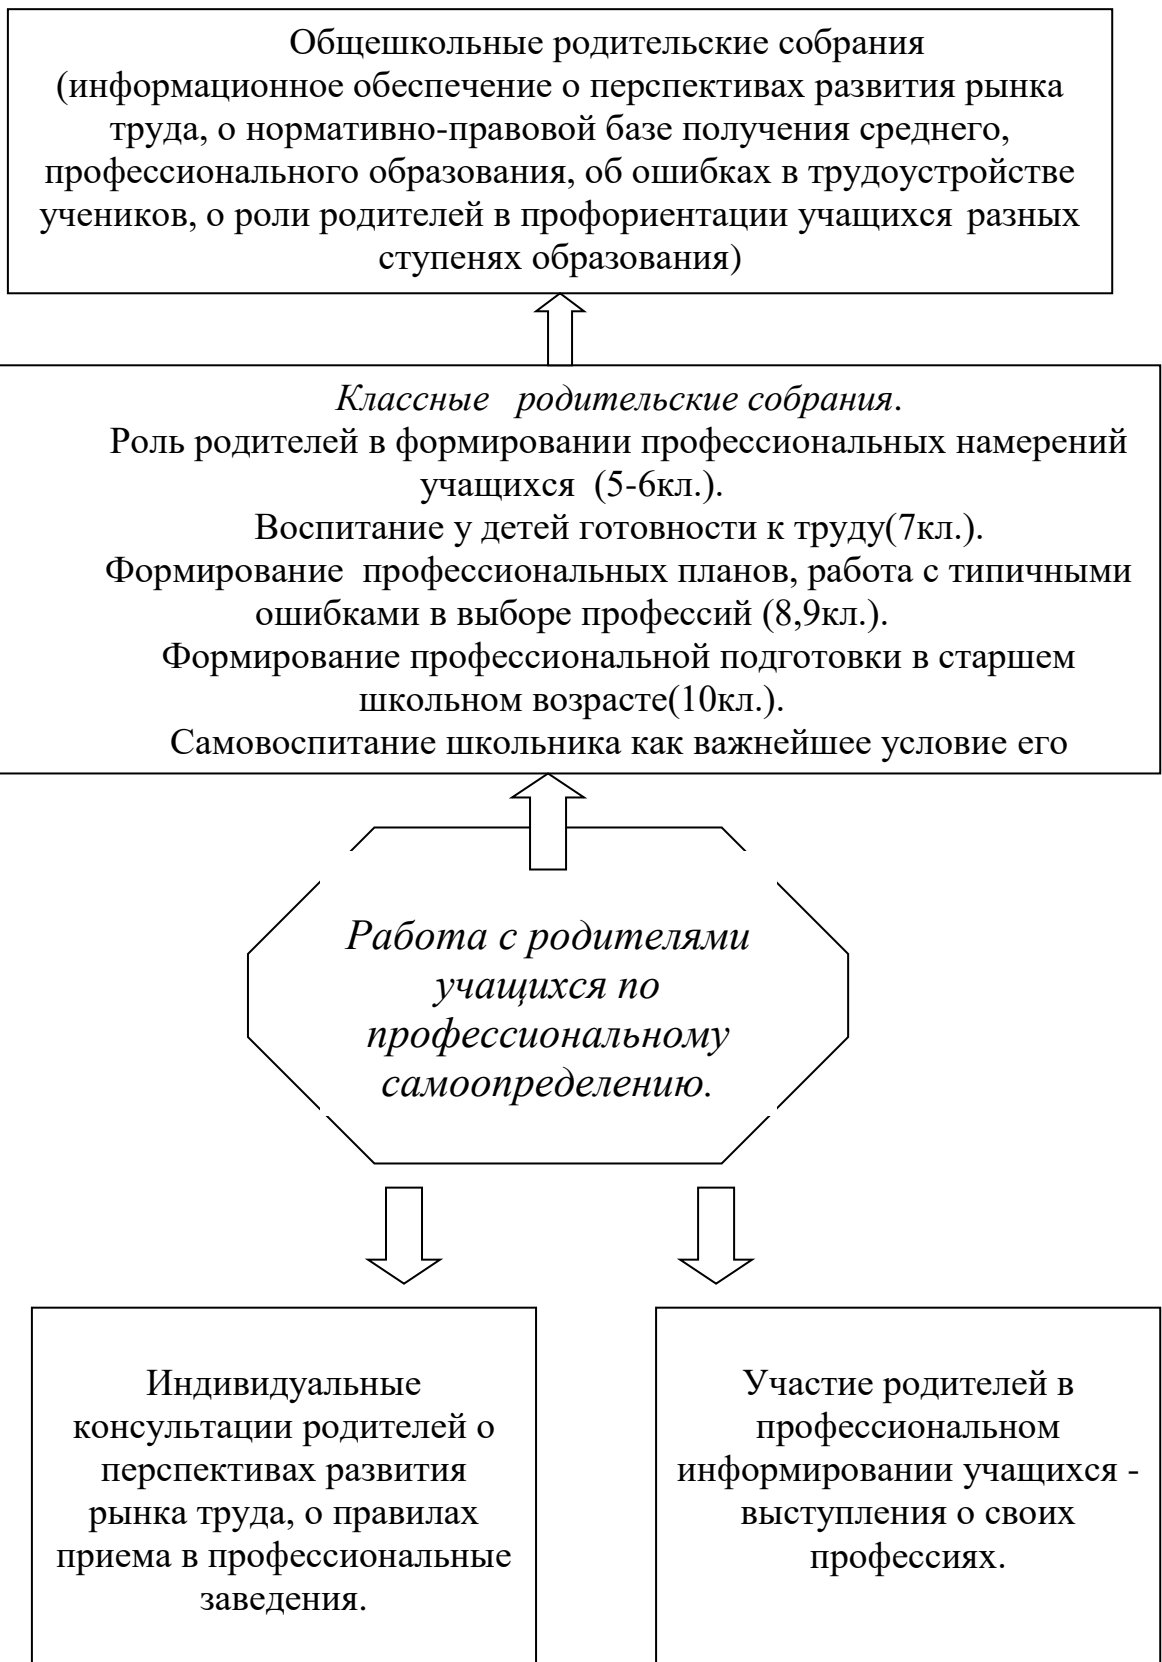 Общешкольные родительские собрания
(информационное обеспечение о перспективах развития рынка
труда, о нормативно-правовой базе получения среднего,
профессионального образования, об ошибках в трудоустройстве
учеников, о роли родителей в профориентации учащихся разных
ступенях образования)
Классные родительские собрания.
Роль родителей в формировании профессиональных намерений
учащихся (5-6кл.).
Воспитание у детей готовности к труду(7кл.).
Формирование профессиональных планов, работа с типичными
ошибками в выборе профессий (8,9кл.).
Формирование профессиональной подготовки в старшем
школьном возрасте(10кл.).
Самовоспитание школьника как важнейшее условие его
Работа с родителями
учащихся по
профессиональному
самоопределению.
Индивидуальные
консультации родителей о
перспективах развития
рынка труда, о правилах
приема в профессиональные
заведения.
Участие родителей в
профессиональном
информировании учащихся -
выступления о своих
профессиях.